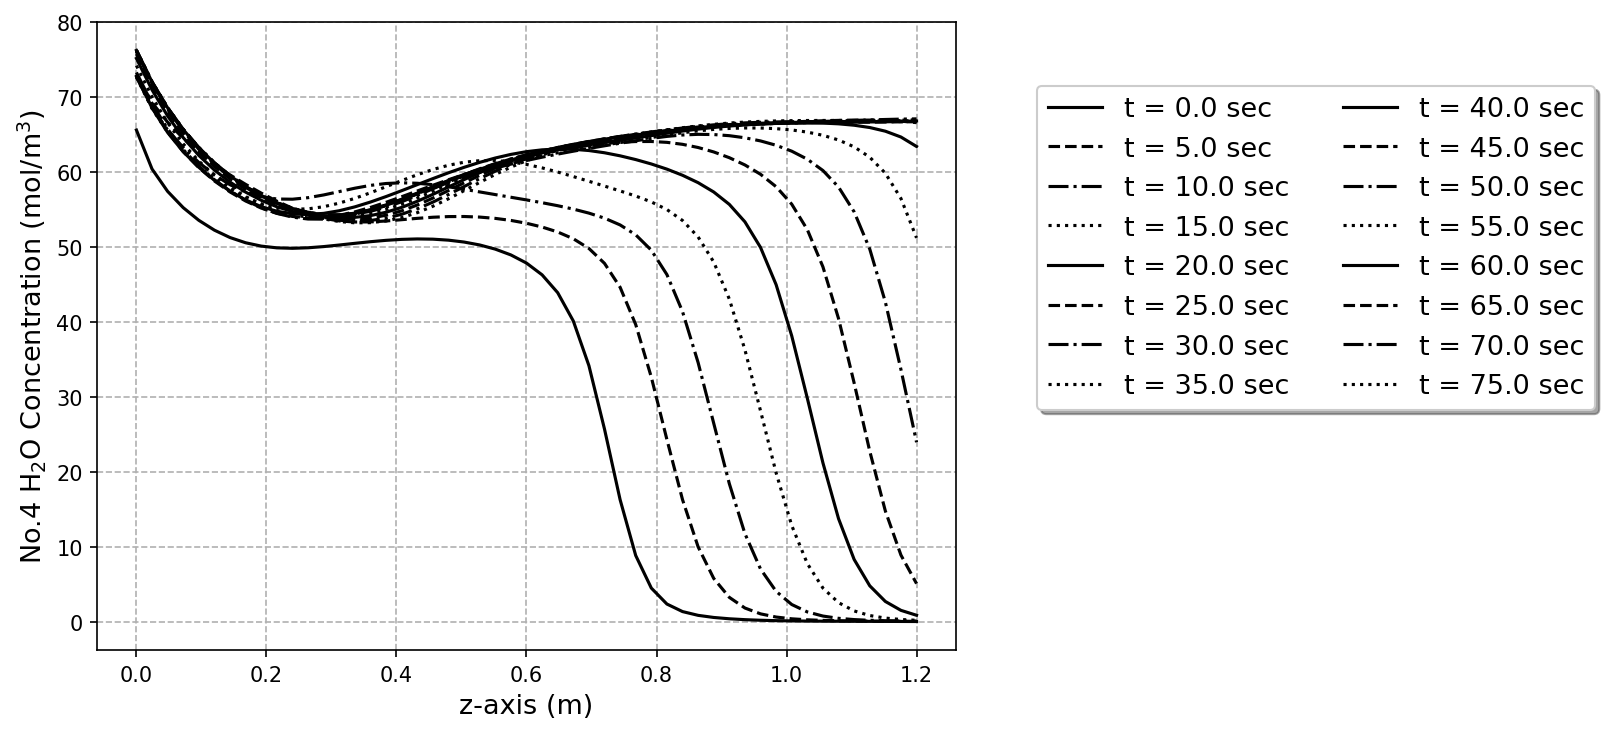 80
70
60
50
40
30
20
10
0
No.4 H₂O Concentration (mol/m³)
0.0 0.2 0.4 0.6 0.8 1.0 1.2
z-axis (m)
t = 0.0 sec
t = 5.0 sec
t = 10.0 sec
t = 15.0 sec
t = 20.0 sec
t = 25.0 sec
t = 30.0 sec
t = 35.0 sec
t = 40.0 sec
t = 45.0 sec
t = 50.0 sec
t = 55.0 sec
t = 60.0 sec
t = 65.0 sec
t = 70.0 sec
t = 75.0 sec